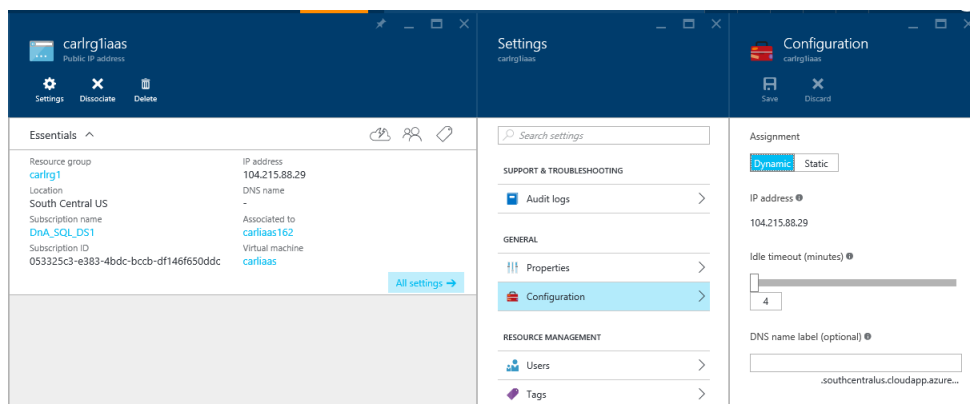 carlrg1iaas
Public IP address
Settings
Dissociate
Delete
Essentials
Resource group
carlrg1
Location
South Central US
Subscription name
DnA_SQL_DS1
Subscription ID
053325c3-e383-4bdc-bccb-df146f650ddc
IP address
104.215.88.29
DNS name
-
Associated to
carliaas162
Virtual machine
carliaas
All settings →
Settings
carlrg1iaas
Search settings
SUPPORT & TROUBLESHOOTING
Audit logs
GENERAL
Properties
Configuration
RESOURCE MANAGEMENT
Users
Tags
Configuration
carlrg1iaas
Save
Discard
Assignment
Dynamic
Static
IP address
104.215.88.29
Idle timeout (minutes)
4
DNS name label (optional)
.southcentralus.cloudapp.azure...